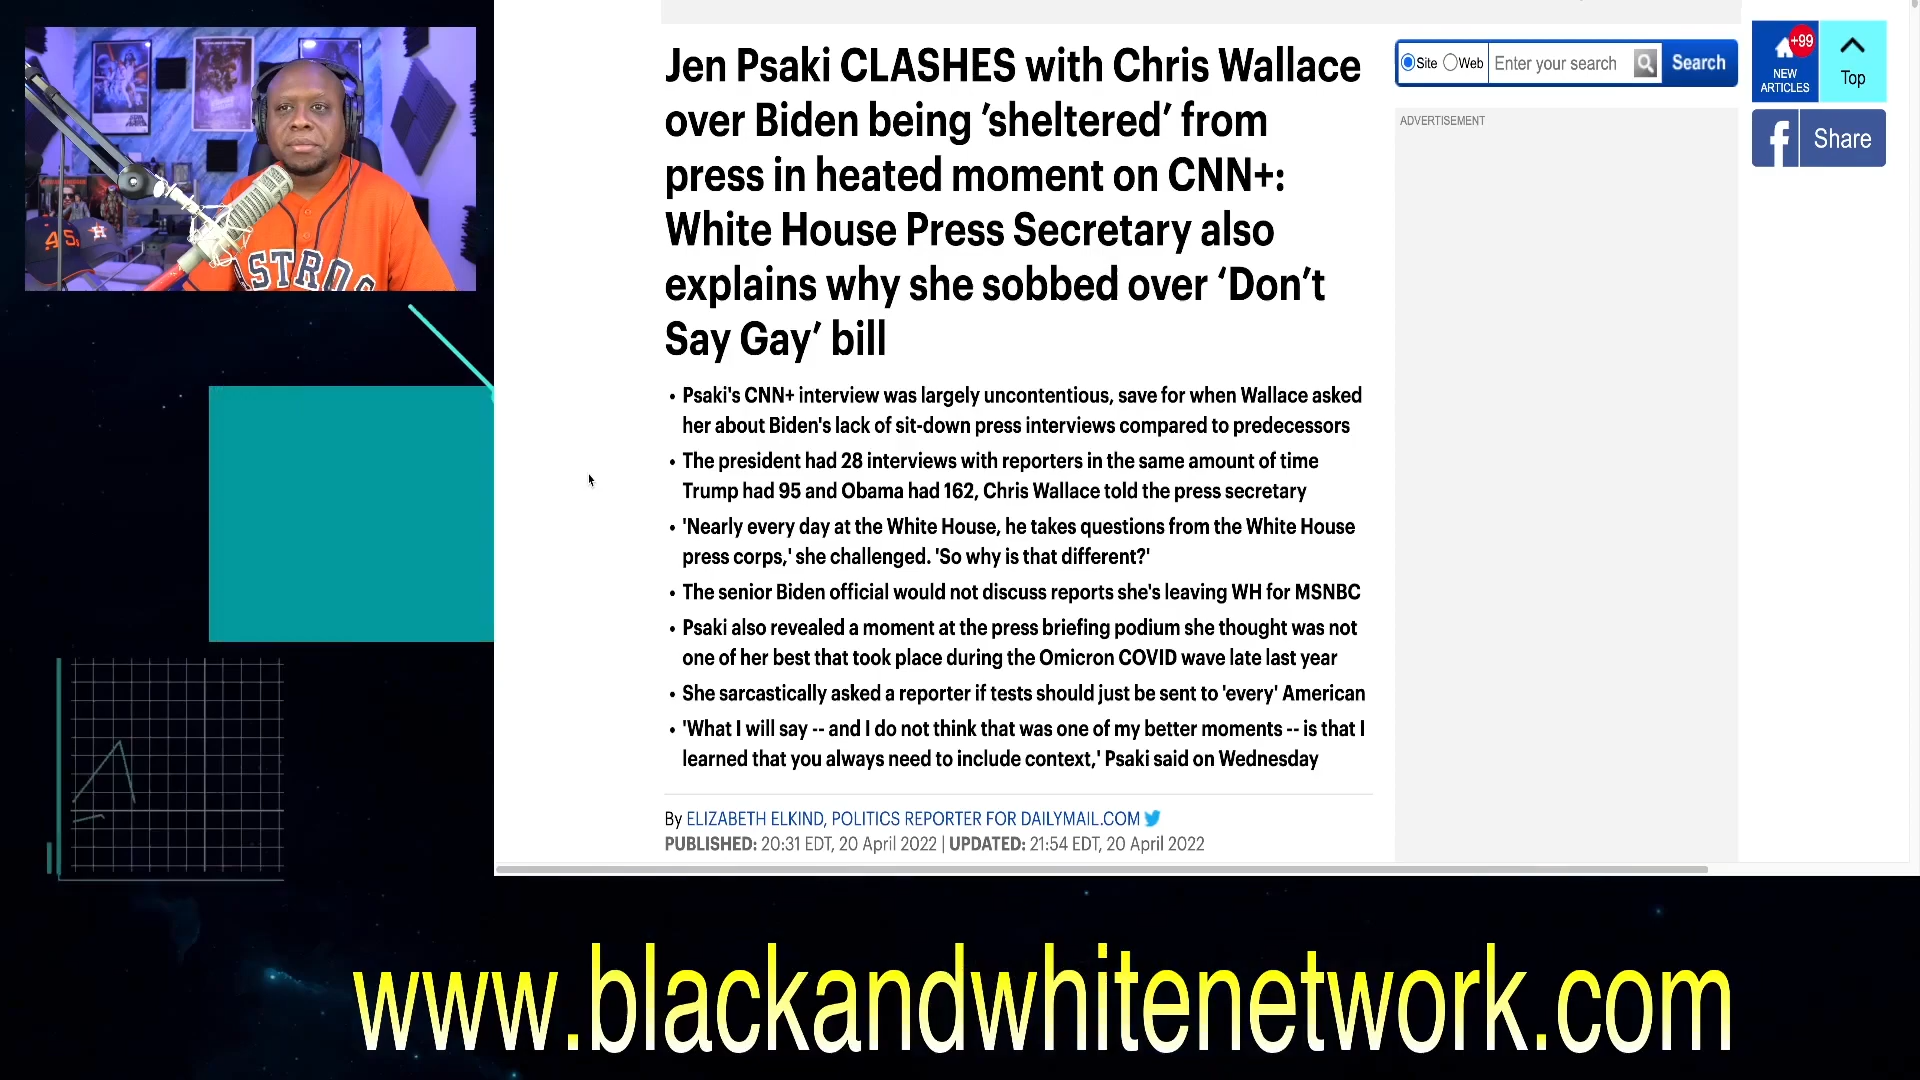 Jen Psaki CLASHES with Chris Wallace
over Biden being ’sheltered’ from
press in heated moment on CNN+:
White House Press Secretary also
explains why she sobbed over ‘Don’t
Say Gay’ bill
• Psaki's CNN+ interview was largely uncontentious, save for when Wallace asked
her about Biden's lack of sit-down press interviews compared to predecessors
• The president had 28 interviews with reporters in the same amount of time
Trump had 95 and Obama had 162, Chris Wallace told the press secretary
• 'Nearly every day at the White House, he takes questions from the White House
press corps,' she challenged. 'So why is that different?'
• The senior Biden official would not discuss reports she's leaving WH for MSNBC
• Psaki also revealed a moment at the press briefing podium she thought was not
one of her best that took place during the Omicron COVID wave late last year
• She sarcastically asked a reporter if tests should just be sent to 'every' American
• 'What I will say -- and I do not think that was one of my better moments -- is that I
learned that you always need to include context,' Psaki said on Wednesday
By ELIZABETH ELKIND, POLITICS REPORTER FOR DAILYMAIL.COM
PUBLISHED: 20:31 EDT, 20 April 2022 | UPDATED: 21:54 EDT, 20 April 2022
Site Web Enter your search Search
ADVERTISEMENT
+99
NEW
ARTICLES
Top
f Share
ASTROS
45
H
www.blackandwhitenetwork.com